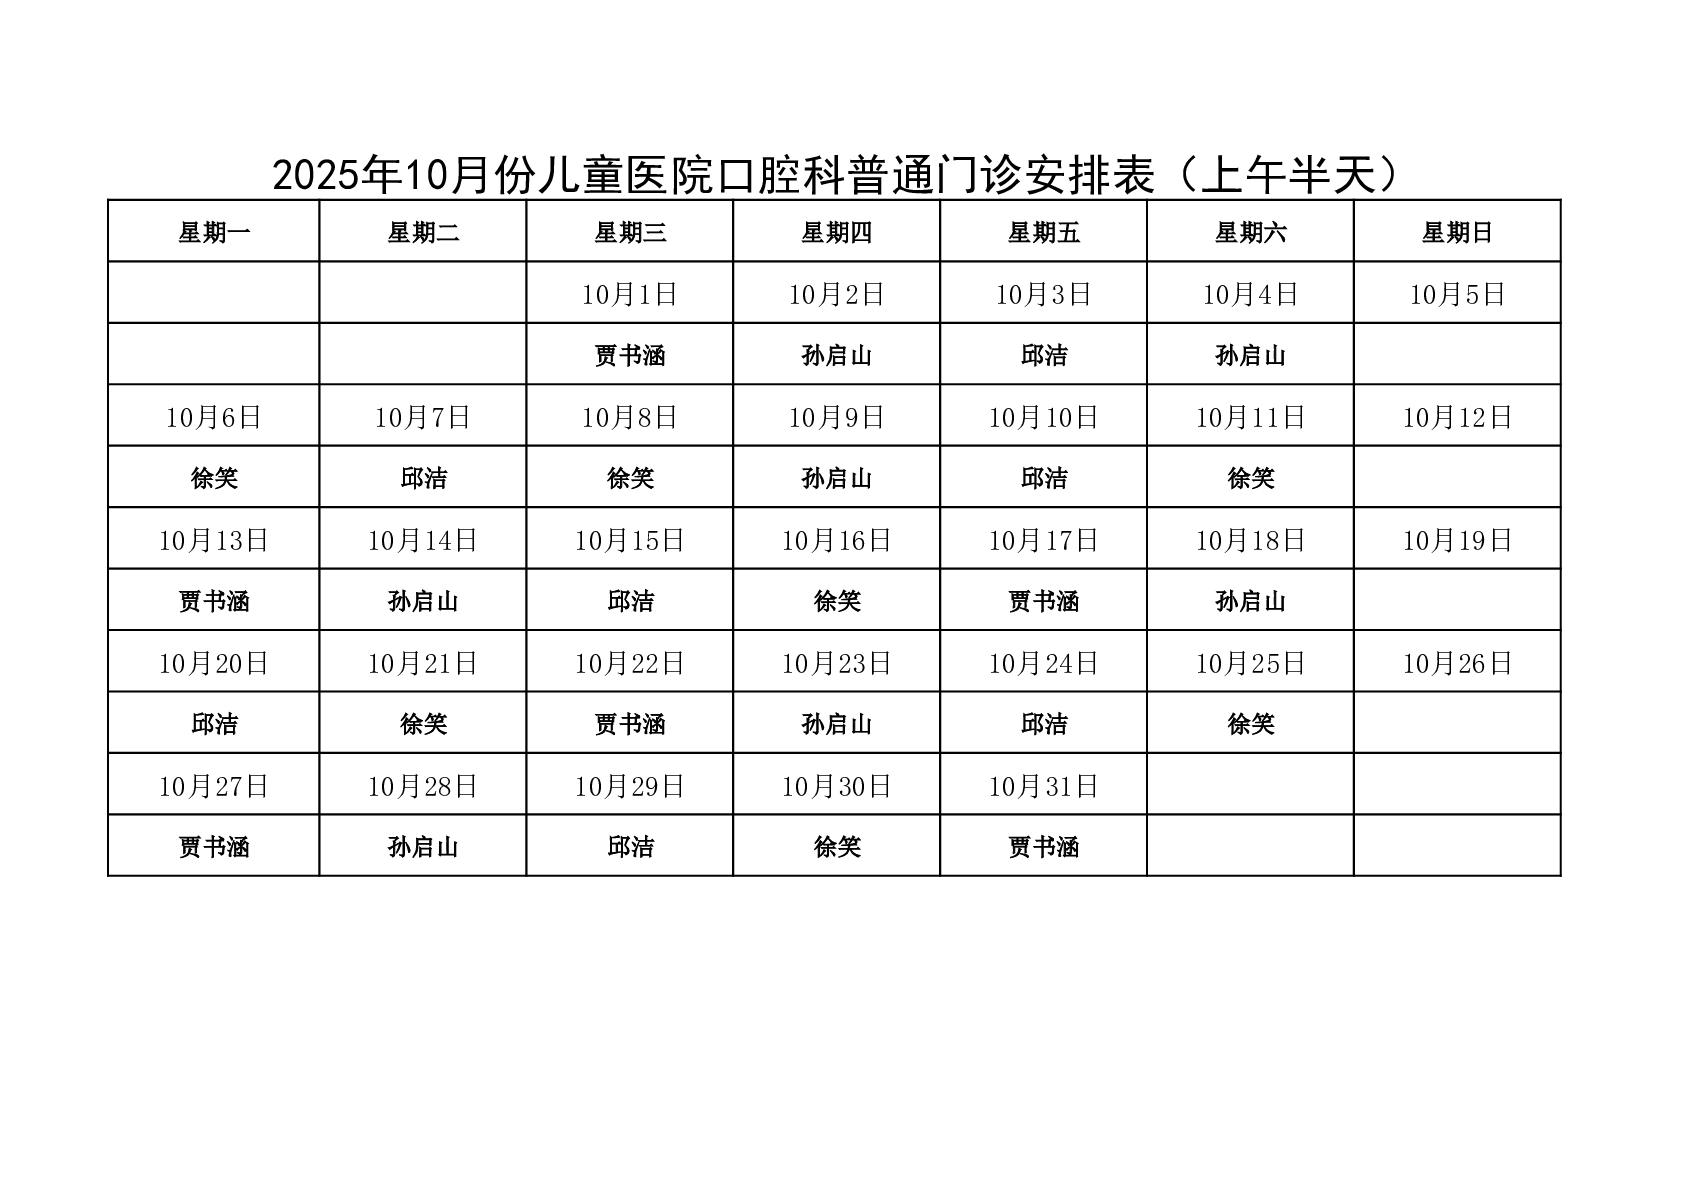 2025年10月份儿童医院口腔科普通门诊安排表（上午半天）
星期一 星期二 星期三 星期四 星期五 星期六 星期日
10月1日 10月2日 10月3日 10月4日 10月5日
贾书涵 孙启山 邱洁 孙启山
10月6日 10月7日 10月8日 10月9日 10月10日 10月11日 10月12日
徐笑 邱洁 徐笑 孙启山 邱洁 徐笑
10月13日 10月14日 10月15日 10月16日 10月17日 10月18日 10月19日
贾书涵 孙启山 邱洁 徐笑 贾书涵 孙启山
10月20日 10月21日 10月22日 10月23日 10月24日 10月25日 10月26日
邱洁 徐笑 贾书涵 孙启山 邱洁 徐笑
10月27日 10月28日 10月29日 10月30日 10月31日
贾书涵 孙启山 邱洁 徐笑 贾书涵